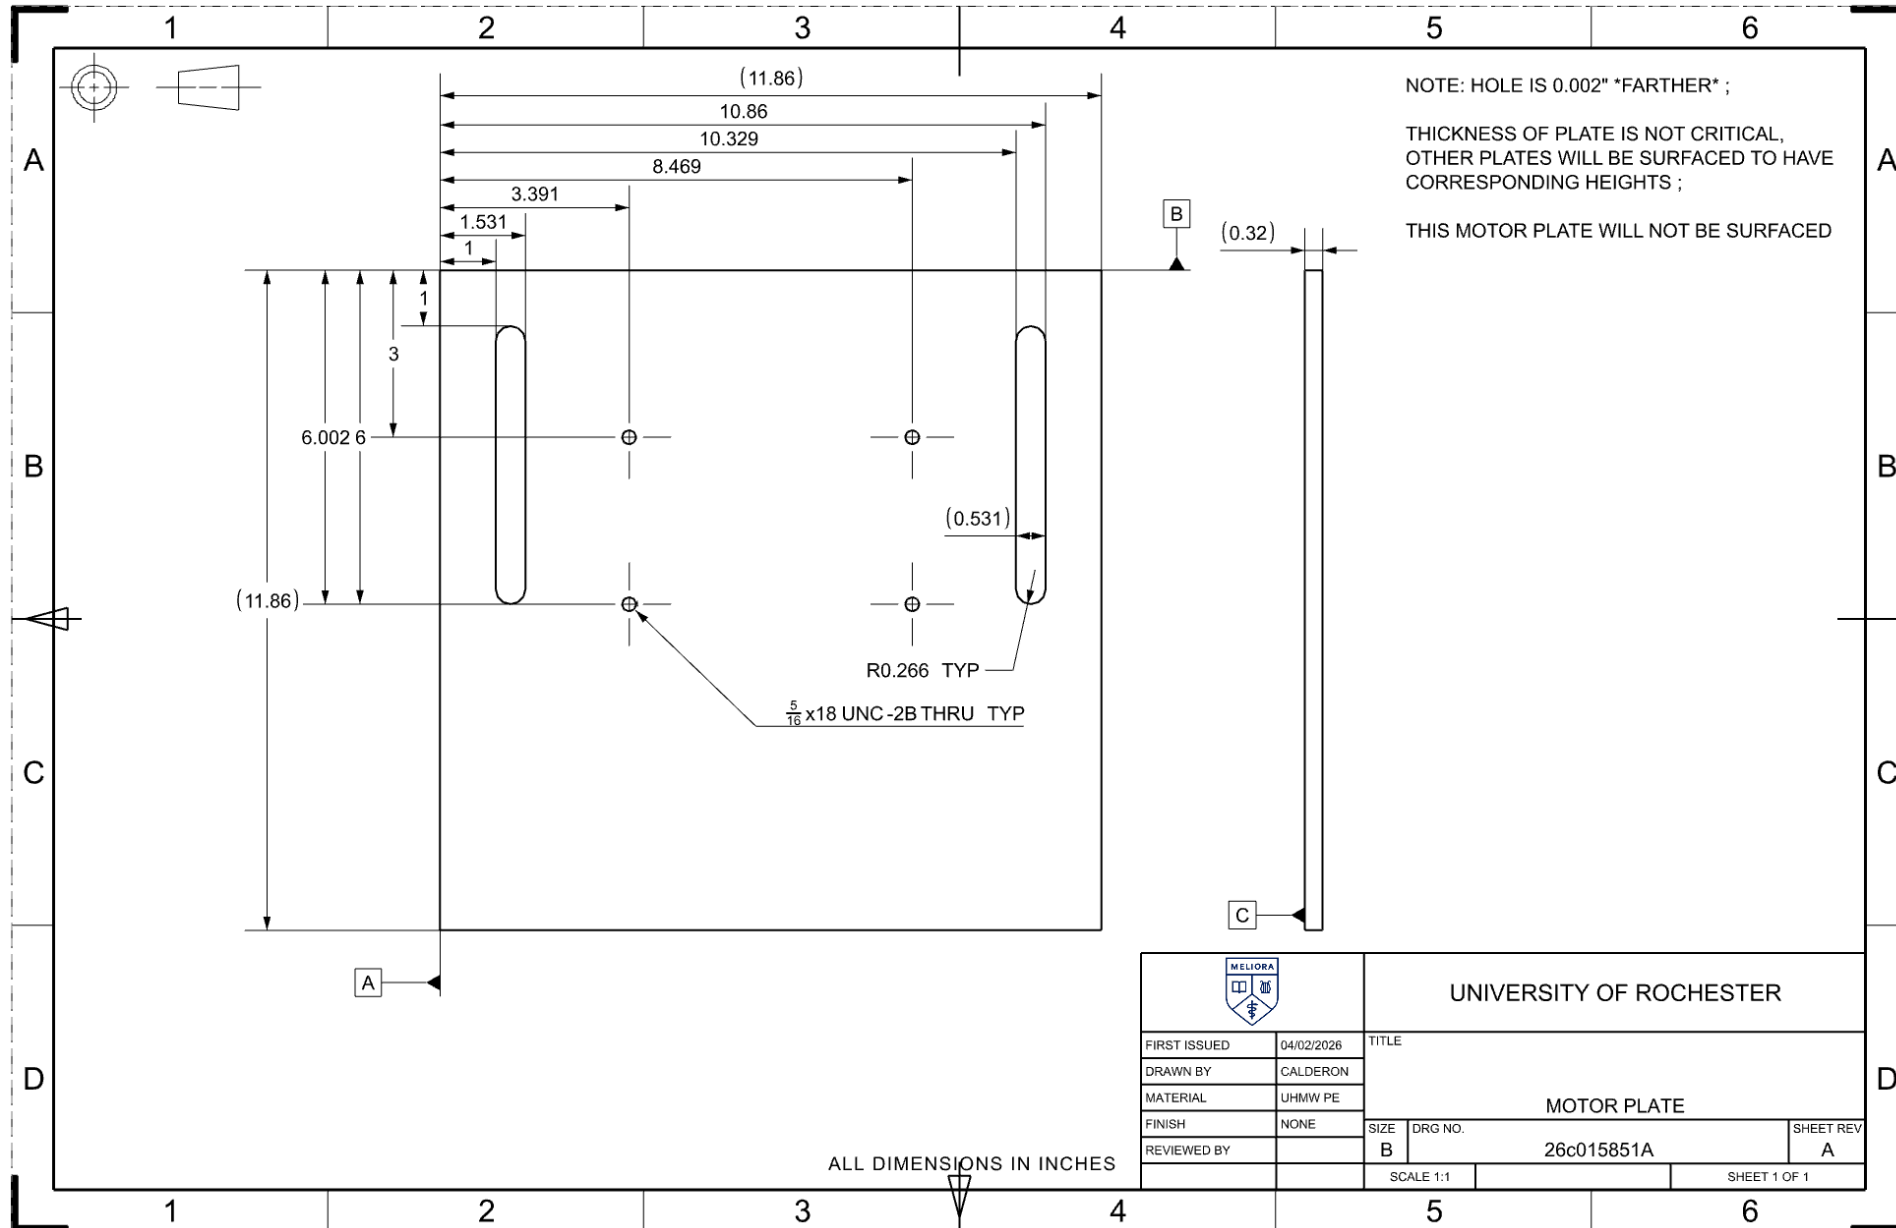 1 2 3 4 5 6
A A
B B
C C
D D
(11.86)
10.86
10.329
8.469
3.391
1.531
1
1
3
6.002 6
(11.86)
(0.531)
R0.266 TYP
5/16 x18 UNC -2B THRU TYP
B
(0.32)
C
A
NOTE: HOLE IS 0.002" *FARTHER* ;
THICKNESS OF PLATE IS NOT CRITICAL,
OTHER PLATES WILL BE SURFACED TO HAVE
CORRESPONDING HEIGHTS ;
THIS MOTOR PLATE WILL NOT BE SURFACED
ALL DIMENSIONS IN INCHES
MELIORA
UNIVERSITY OF ROCHESTER
FIRST ISSUED 04/02/2026
DRAWN BY CALDERON
MATERIAL UHMW PE
FINISH NONE
REVIEWED BY
TITLE
MOTOR PLATE
SIZE DRG NO. SHEET REV
B 26c015851A A
SCALE 1:1 SHEET 1 OF 1
1 2 3 4 5 6